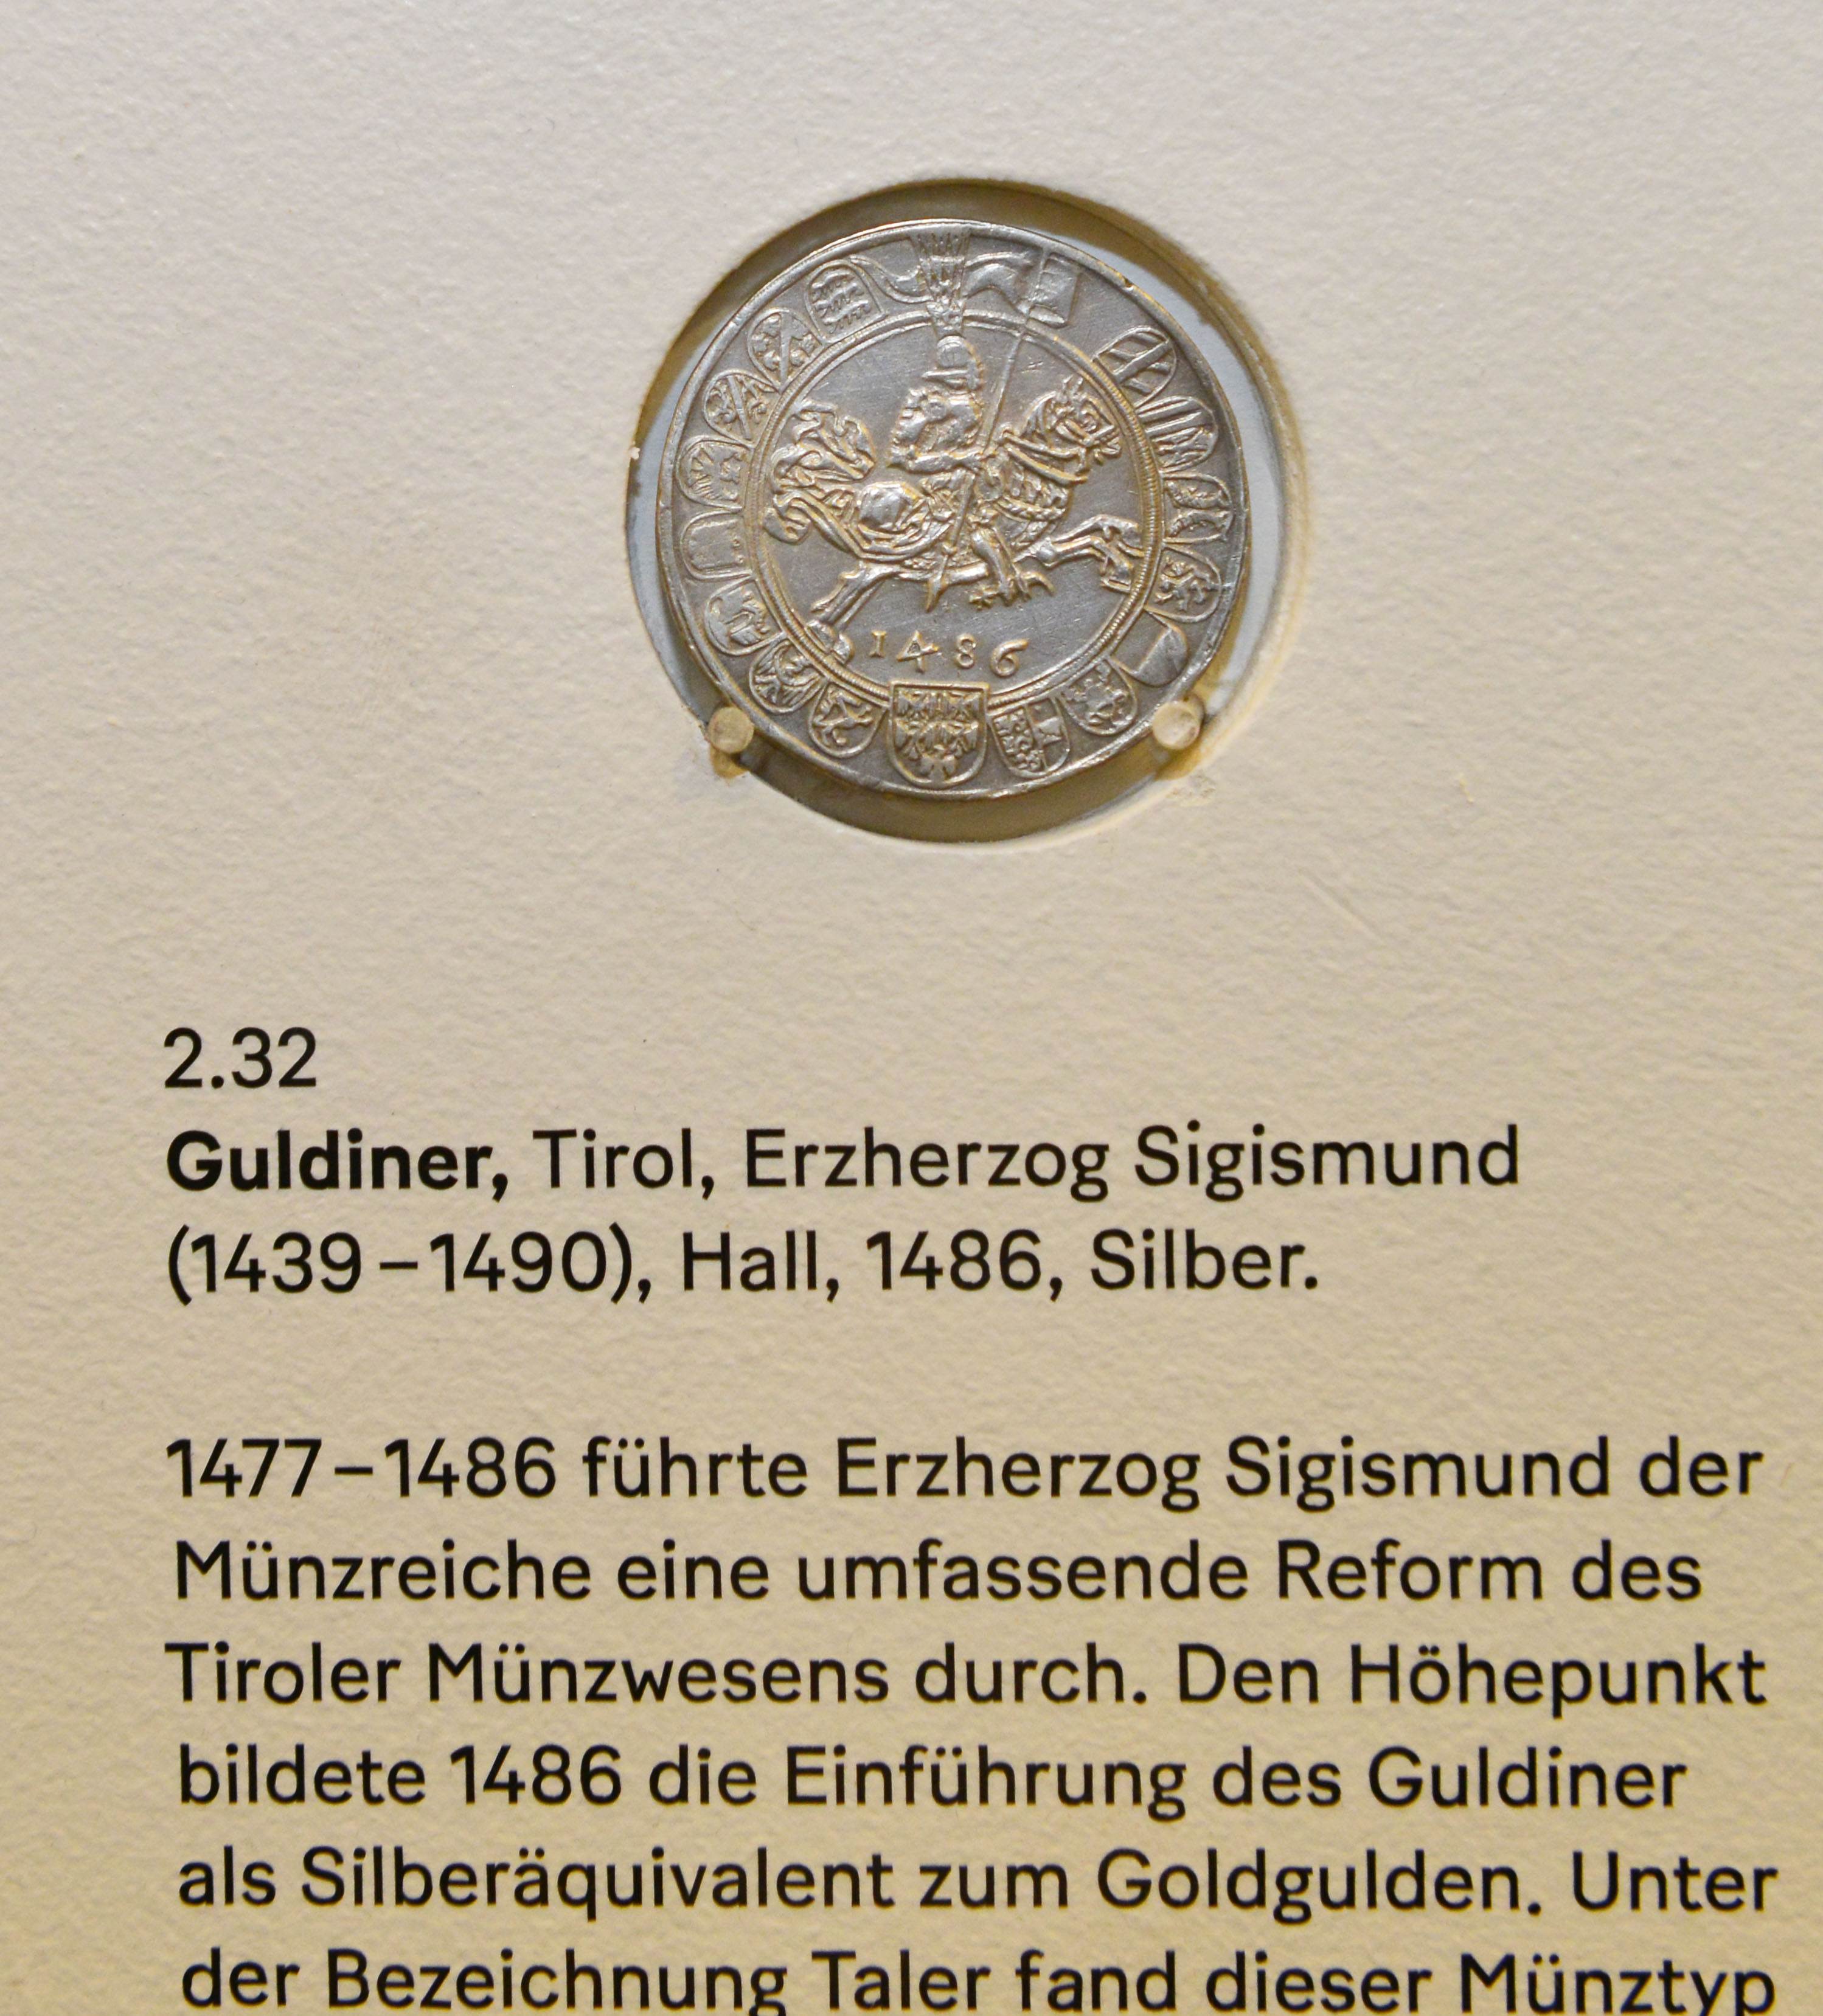 1486
2.32
Guldiner, Tirol, Erzherzog Sigismund
(1439–1490), Hall, 1486, Silber.
1477–1486 führte Erzherzog Sigismund der
Münzreiche eine umfassende Reform des
Tiroler Münzwesens durch. Den Höhepunkt
bildete 1486 die Einführung des Guldiner
als Silberäquivalent zum Goldgulden. Unter
der Bezeichnung Taler fand dieser Münztyp